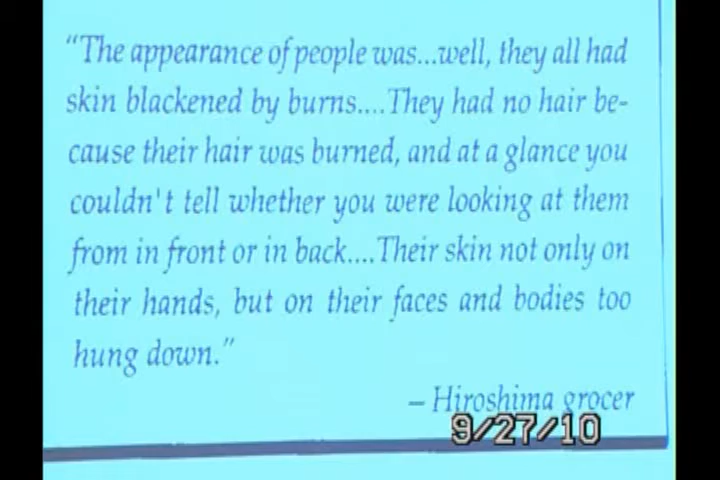 “The appearance of people was...well, they all had
skin blackened by burns....They had no hair be-
cause their hair was burned, and at a glance you
couldn't tell whether you were looking at them
from in front or in back....Their skin not only on
their hands, but on their faces and bodies too
hung down.”
– Hiroshima grocer
9/27/10